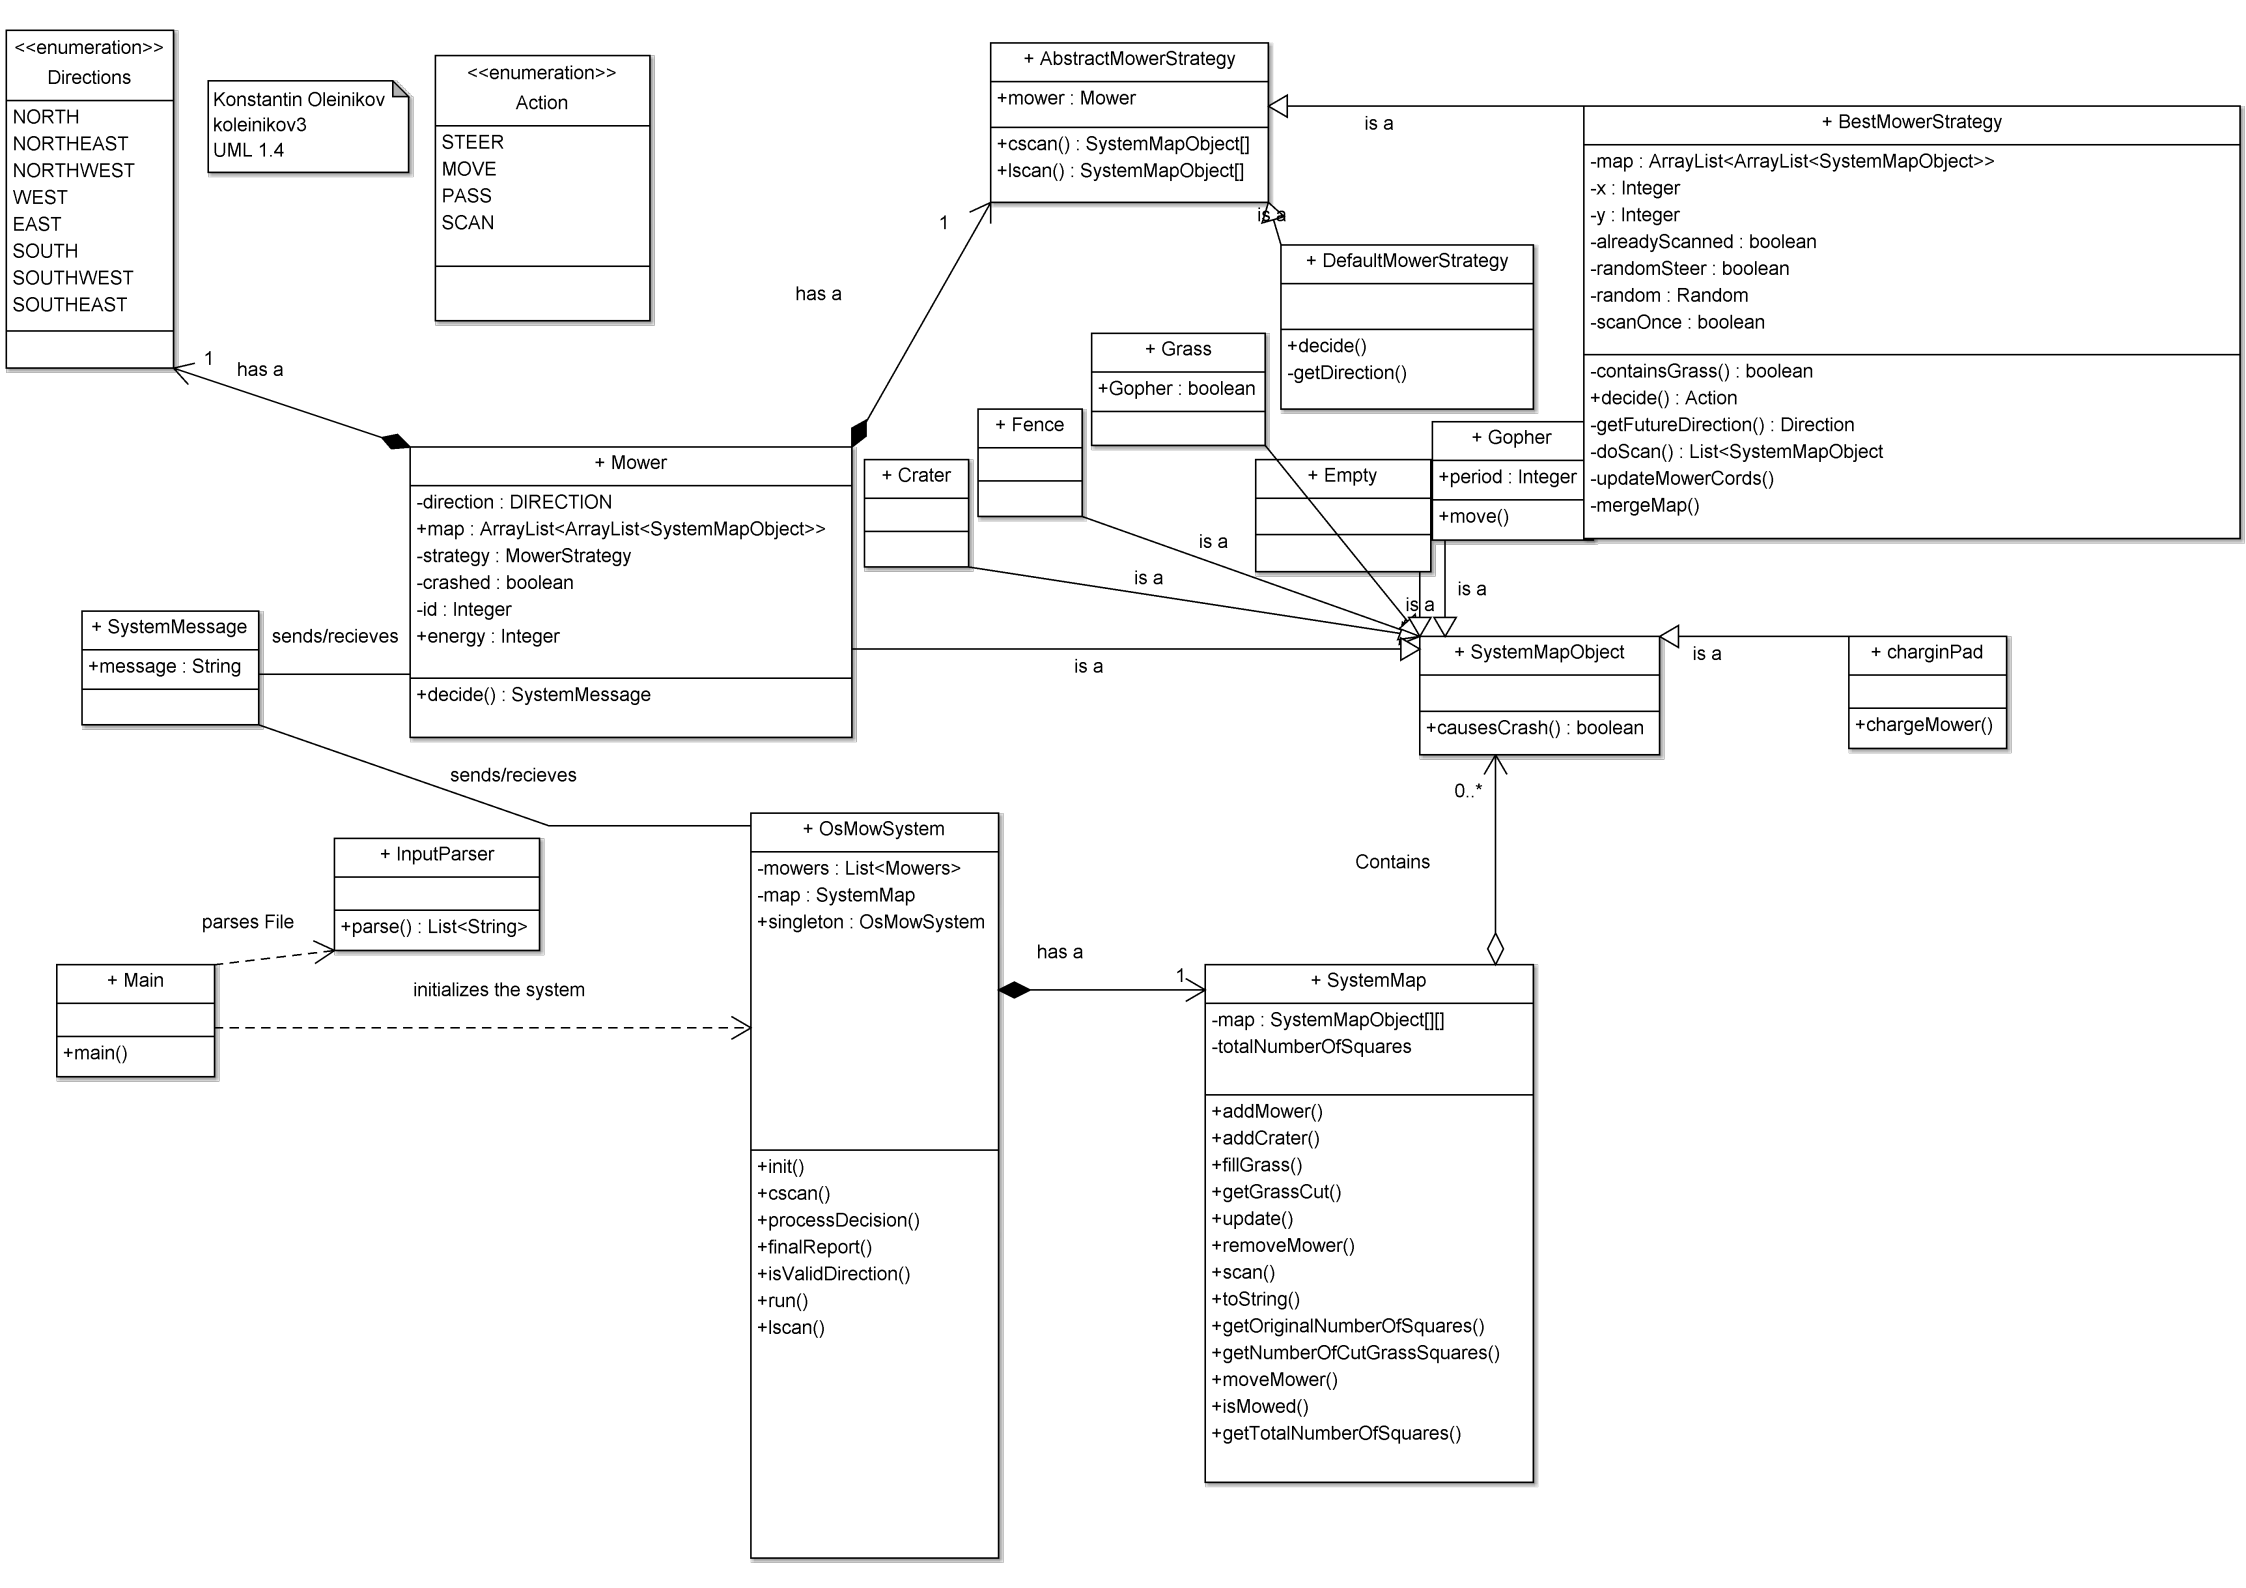 <<enumeration>>
Directions
NORTH
NORTHEAST
NORTHWEST
WEST
EAST
SOUTH
SOUTHWEST
SOUTHEAST
Konstantin Oleinikov
koleinikov3
UML 1.4
<<enumeration>>
Action
STEER
MOVE
PASS
SCAN
+ AbstractMowerStrategy
+mower : Mower
+cscan() : SystemMapObject[]
+lscan() : SystemMapObject[]
is a
+ BestMowerStrategy
-map : ArrayList<ArrayList<SystemMapObject>>
-x : Integer
-y : Integer
-alreadyScanned : boolean
-randomSteer : boolean
-random : Random
-scanOnce : boolean
-containsGrass() : boolean
+decide() : Action
-getFutureDirection() : Direction
-doScan() : List<SystemMapObject
-updateMowerCords()
-mergeMap()
is a
+ DefaultMowerStrategy
+decide()
-getDirection()
1
has a
1
has a
+ Grass
+Gopher : boolean
+ Fence
+ Crater
+ Empty
+ Gopher
+period : Integer
+move()
is a
is a
is a
is a
+ Mower
-direction : DIRECTION
+map : ArrayList<ArrayList<SystemMapObject>>
-strategy : MowerStrategy
-crashed : boolean
-id : Integer
+energy : Integer
+decide() : SystemMessage
is a
+ SystemMessage
+message : String
sends/recieves
sends/recieves
+ SystemMapObject
+causesCrash() : boolean
is a
+ charginPad
+chargeMower()
0..*
Contains
+ InputParser
+parse() : List<String>
parses File
+ Main
+main()
initializes the system
+ OsMowSystem
-mowers : List<Mowers>
-map : SystemMap
+singleton : OsMowSystem
+init()
+cscan()
+processDecision()
+finalReport()
+isValidDirection()
+run()
+lscan()
has a
1
+ SystemMap
-map : SystemMapObject[][]
-totalNumberOfSquares
+addMower()
+addCrater()
+fillGrass()
+getGrassCut()
+update()
+removeMower()
+scan()
+toString()
+getOriginalNumberOfSquares()
+getNumberOfCutGrassSquares()
+moveMower()
+isMowed()
+getTotalNumberOfSquares()